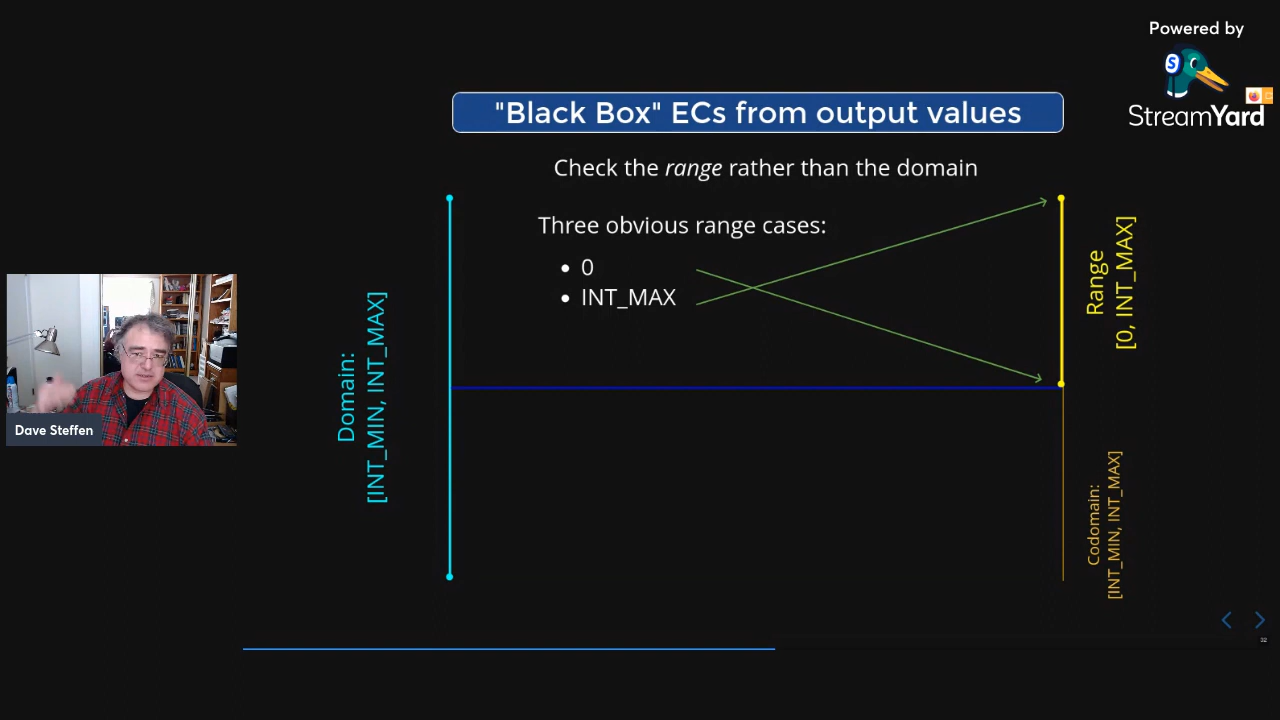 Powered by
S
StreamYard
"Black Box" ECs from output values
Check the range rather than the domain
Three obvious range cases:
• 0
• INT_MAX
Domain:
[INT_MIN, INT_MAX]
Range
[0, INT_MAX]
Codomain:
[INT_MIN, INT_MAX]
Dave Steffen
32